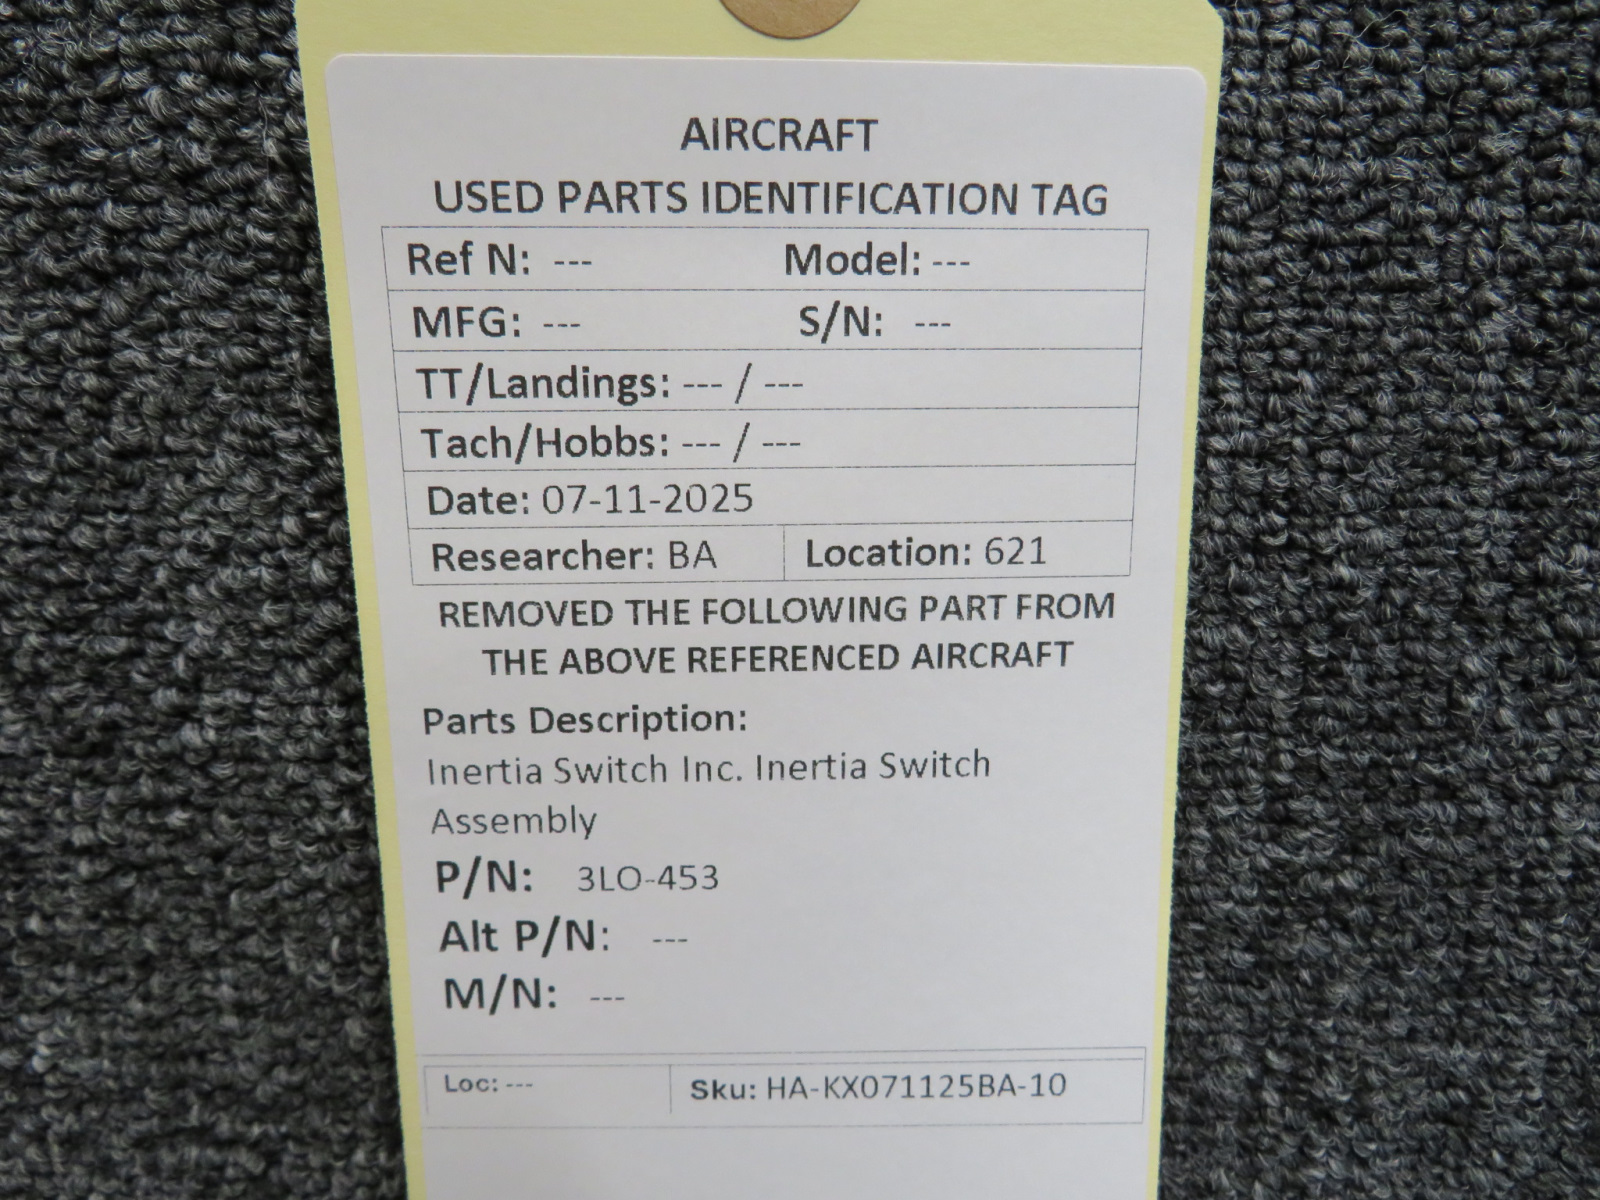 AIRCRAFT
USED PARTS IDENTIFICATION TAG
Ref N: --- Model: ---
MFG: --- S/N: ---
TT/Landings: --- / ---
Tach/Hobbs: --- / ---
Date: 07-11-2025
Researcher: BA Location: 621
REMOVED THE FOLLOWING PART FROM
THE ABOVE REFERENCED AIRCRAFT
Parts Description:
Inertia Switch Inc. Inertia Switch
Assembly
P/N: 3LO-453
Alt P/N: ---
M/N: ---
Loc: --- Sku: HA-KX071125BA-10